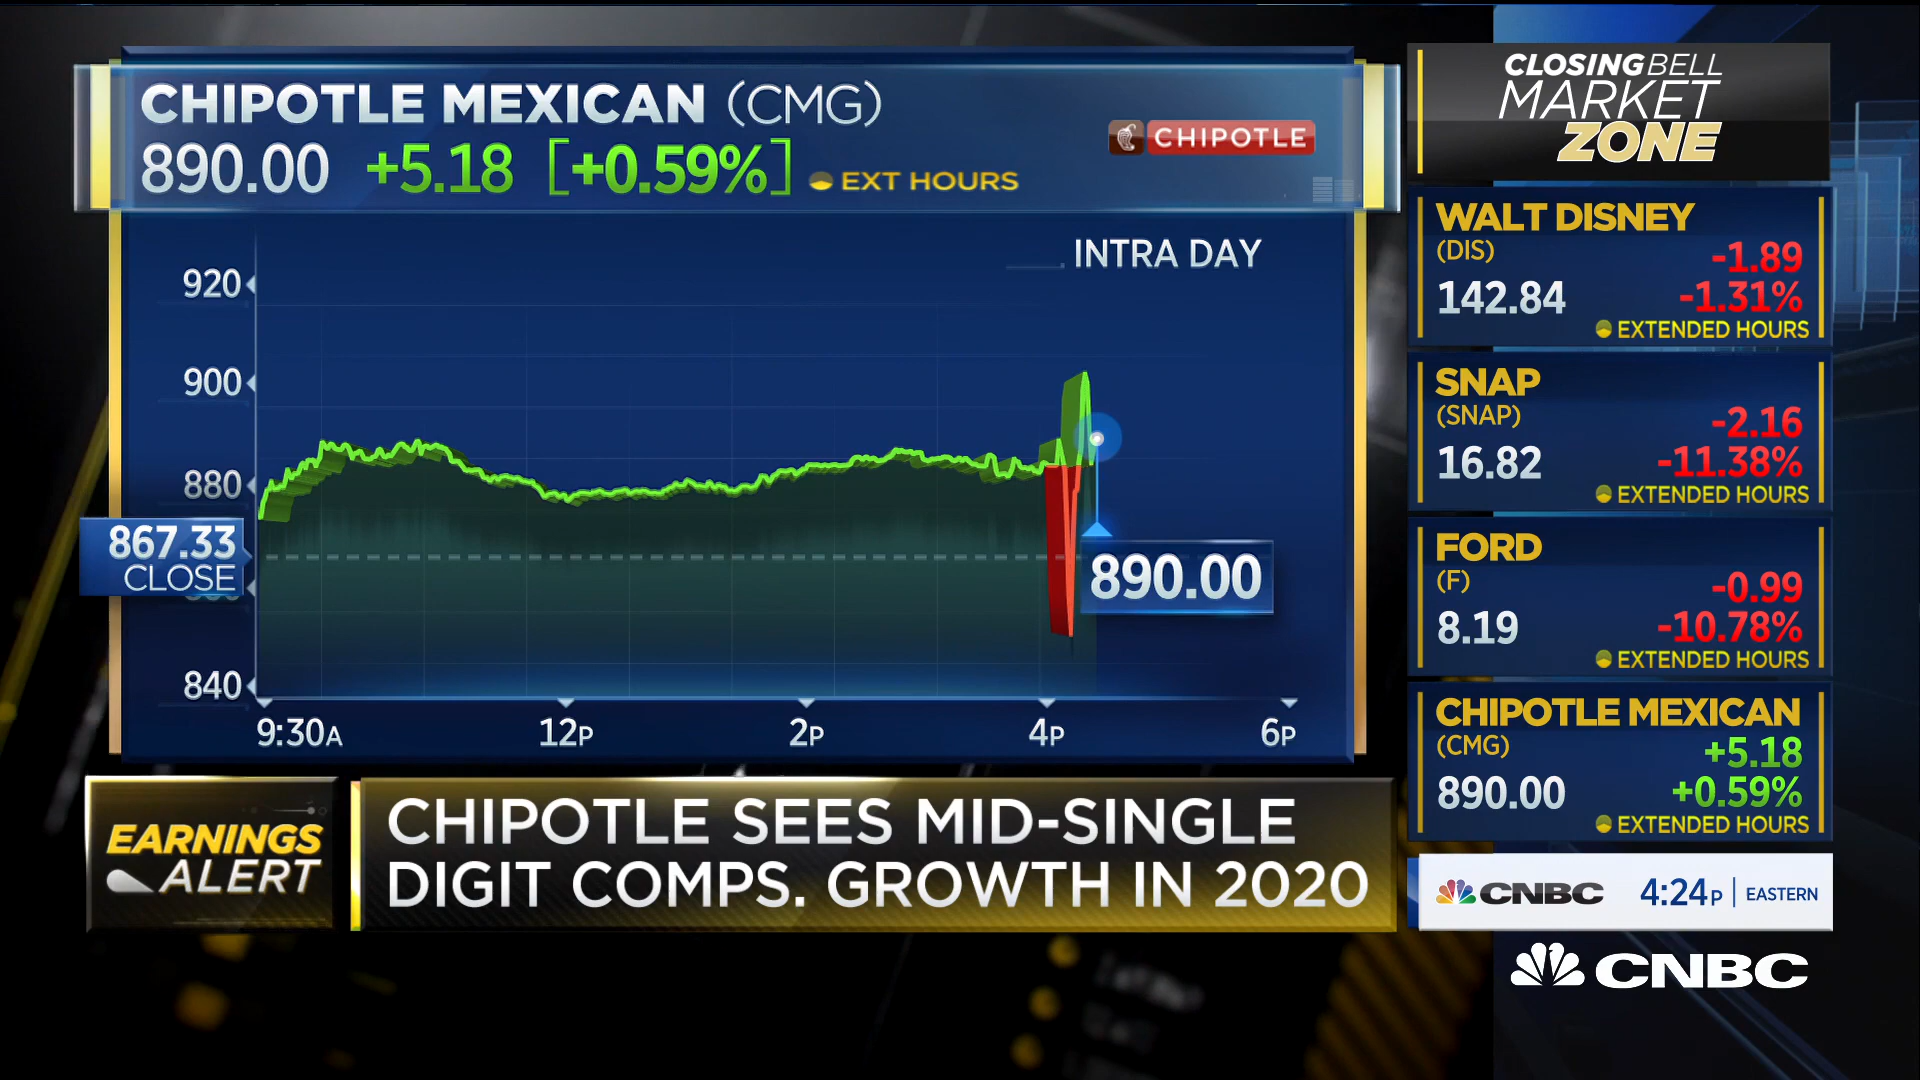 CHIPOTLE MEXICAN (CMG)
890.00 +5.18 [+0.59%] EXT HOURS
CHIPOTLE
INTRA DAY
920
900
880
867.33
CLOSE
840
890.00
9:30A 12P 2P 4P 6P
EARNINGS
ALERT
CHIPOTLE SEES MID-SINGLE
DIGIT COMPS. GROWTH IN 2020
CLOSING BELL
MARKET
ZONE
WALT DISNEY
(DIS) -1.89
142.84 -1.31%
EXTENDED HOURS
SNAP
(SNAP) -2.16
16.82 -11.38%
EXTENDED HOURS
FORD
(F) -0.99
8.19 -10.78%
EXTENDED HOURS
CHIPOTLE MEXICAN
(CMG) +5.18
890.00 +0.59%
EXTENDED HOURS
CNBC 4:24P | EASTERN
CNBC